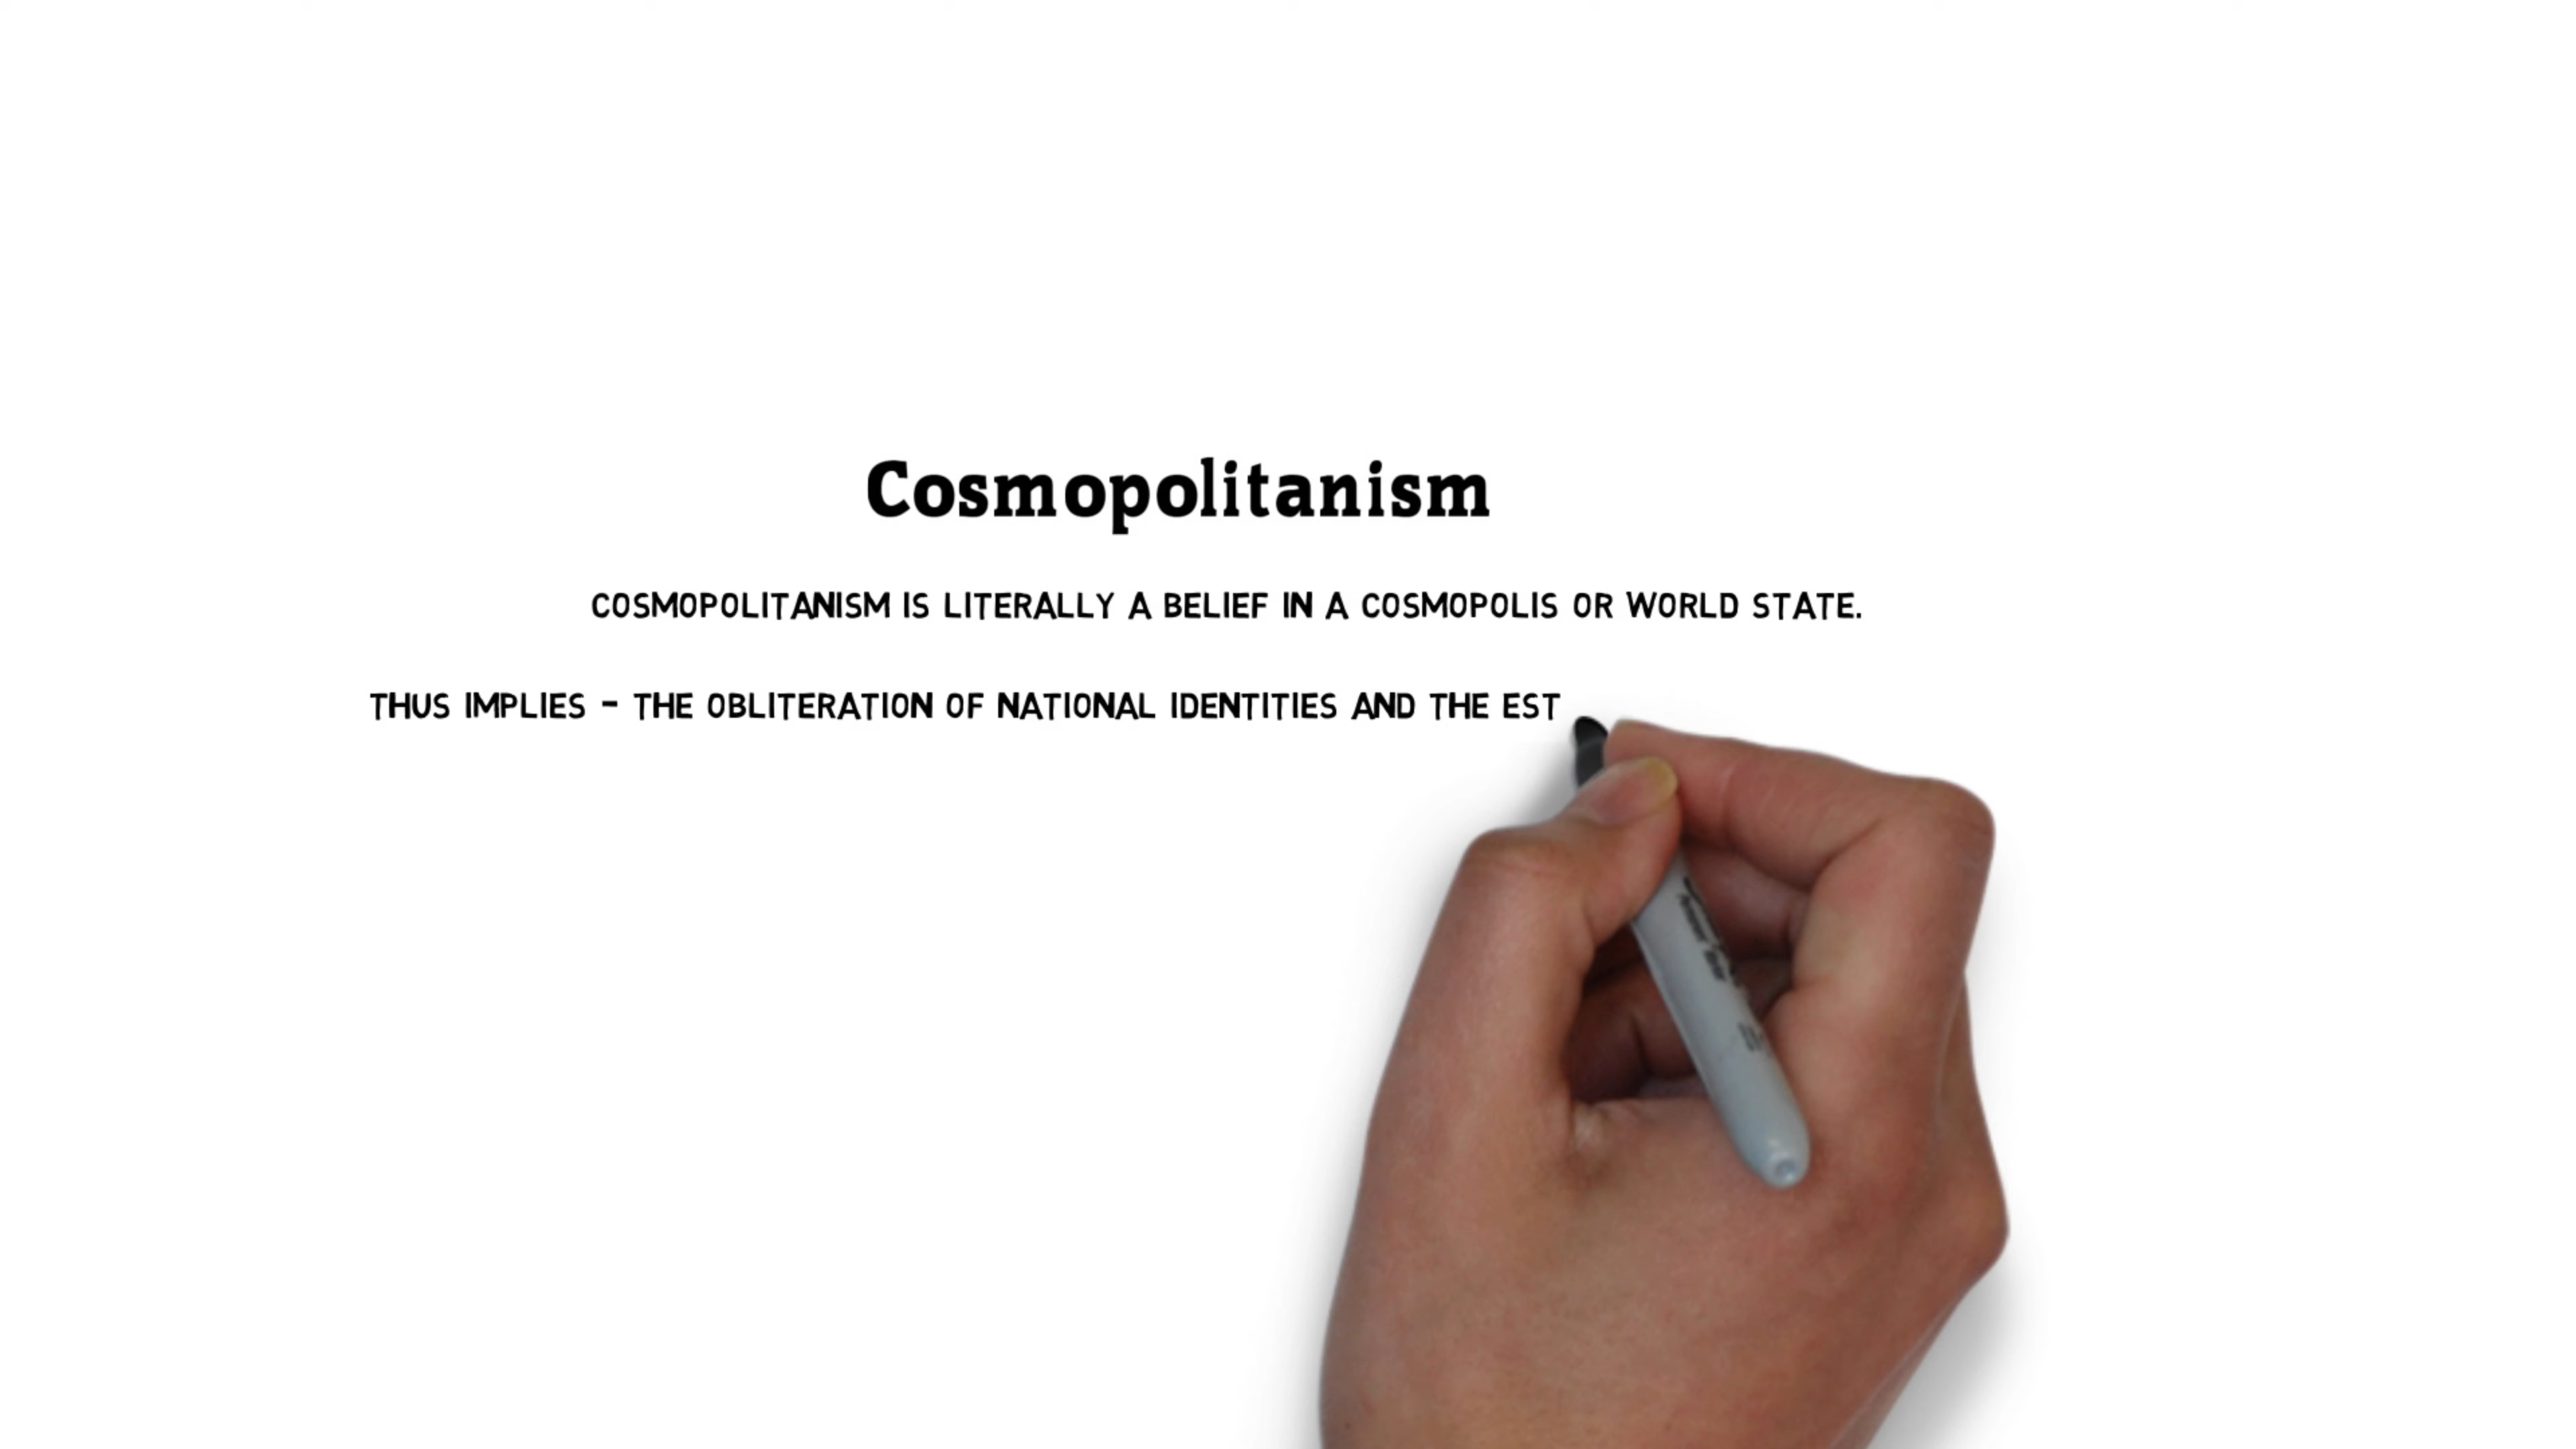 Cosmopolitanism
COSMOPOLITANISM IS LITERALLY A BELIEF IN A COSMOPOLIS OR WORLD STATE.
THUS IMPLIES - THE OBLITERATION OF NATIONAL IDENTITIES AND THE EST